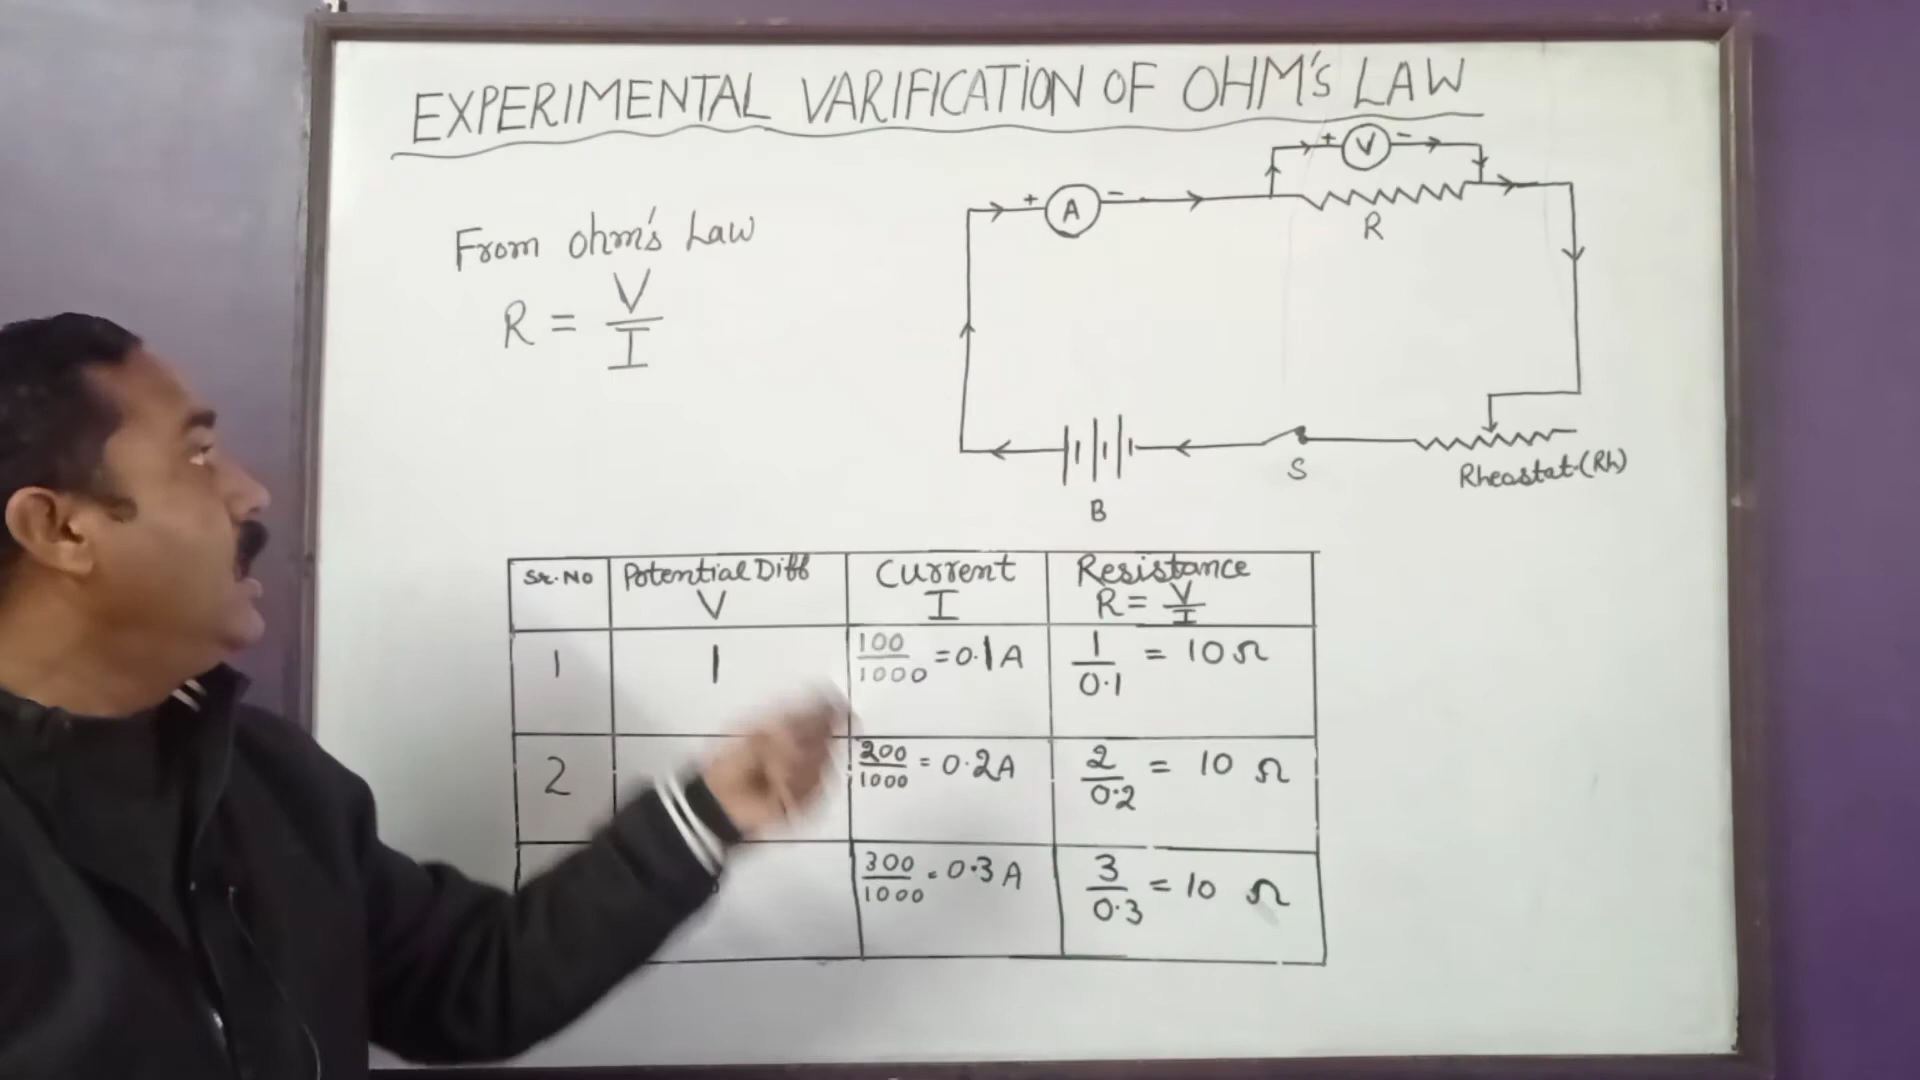 EXPERIMENTAL VARIFICATION OF OHM's LAW
From ohm's Law
R = V/I
+ A -
+ V -
R
B
S
Rheostat.(Rh)
Sr.No Potential Diff V Current I Resistance R = V/I
1 1 100/1000 = 0.1 A 1/0.1 = 10 Ω
2 200/1000 = 0.2A 2/0.2 = 10 Ω
300/1000 = 0.3 A 3/0.3 = 10 Ω